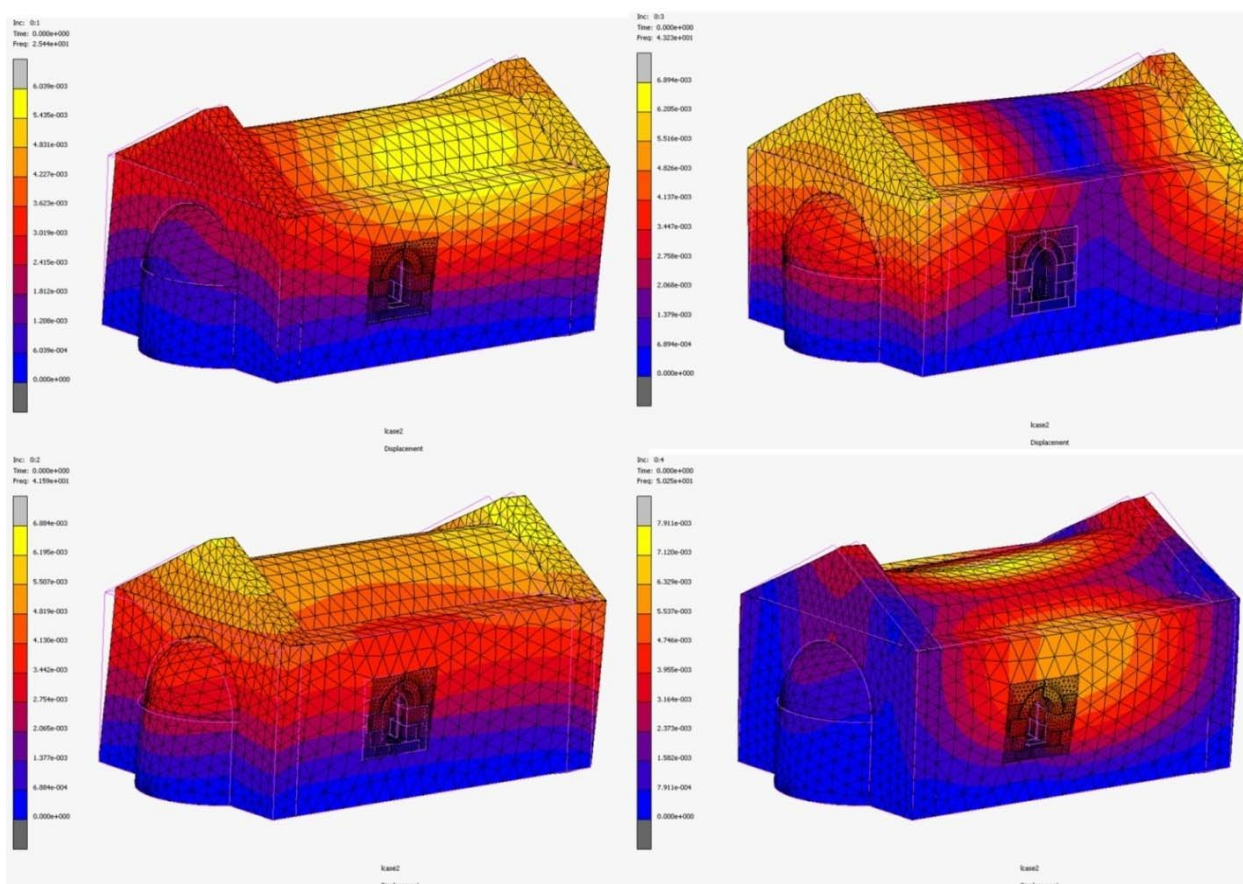 Inc: 0:1
Time: 0.000e+000
Freq: 2.544e+001
6.039e-003
5.435e-003
4.831e-003
4.227e-003
3.623e-003
3.019e-003
2.415e-003
1.812e-003
1.208e-003
6.039e-004
0.000e+000
lcase2
Displacement
Inc: 0:3
Time: 0.000e+000
Freq: 4.323e+001
6.894e-003
6.205e-003
5.516e-003
4.826e-003
4.137e-003
3.447e-003
2.758e-003
2.068e-003
1.379e-003
6.894e-004
0.000e+000
lcase2
Displacement
Inc: 0:2
Time: 0.000e+000
Freq: 4.159e+001
6.884e-003
6.195e-003
5.507e-003
4.819e-003
4.130e-003
3.442e-003
2.754e-003
2.065e-003
1.377e-003
6.884e-004
0.000e+000
lcase2
Displacement
Inc: 0:4
Time: 0.000e+000
Freq: 5.025e+001
7.911e-003
7.120e-003
6.329e-003
5.537e-003
4.746e-003
3.955e-003
3.164e-003
2.373e-003
1.582e-003
7.911e-004
0.000e+000
lcase2
Displacement